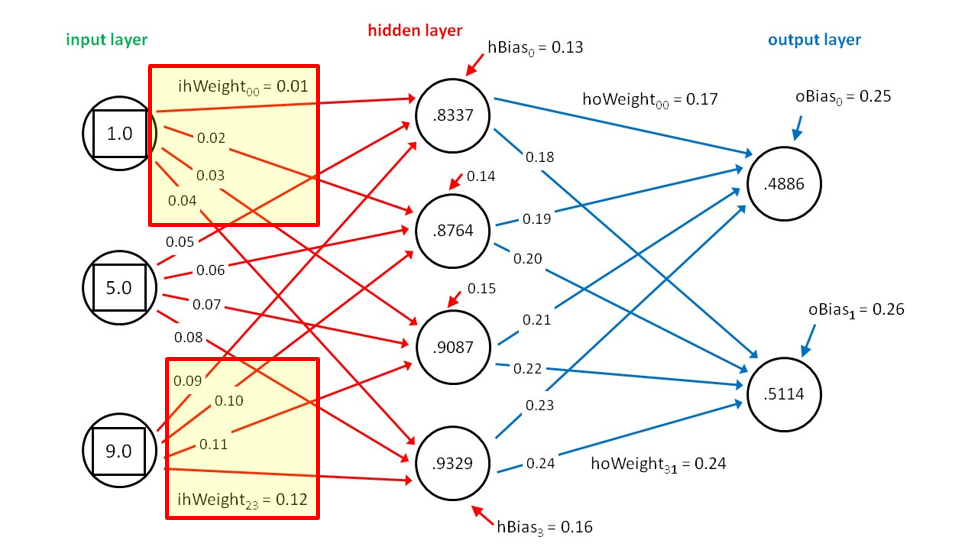 input layer
hidden layer
output layer
hBias0 = 0.13
ihWeight00 = 0.01
hoWeight00 = 0.17
oBias0 = 0.25
1.0
.8337
0.02
0.18
0.03
0.14
.4886
0.04
0.19
0.05
.8764
0.06
0.20
5.0
0.15
0.07
oBias1 = 0.26
0.21
0.08
.9087
0.22
0.09
.5114
0.10
0.23
0.11
9.0
.9329
0.24
hoWeight31 = 0.24
ihWeight23 = 0.12
hBias3 = 0.16